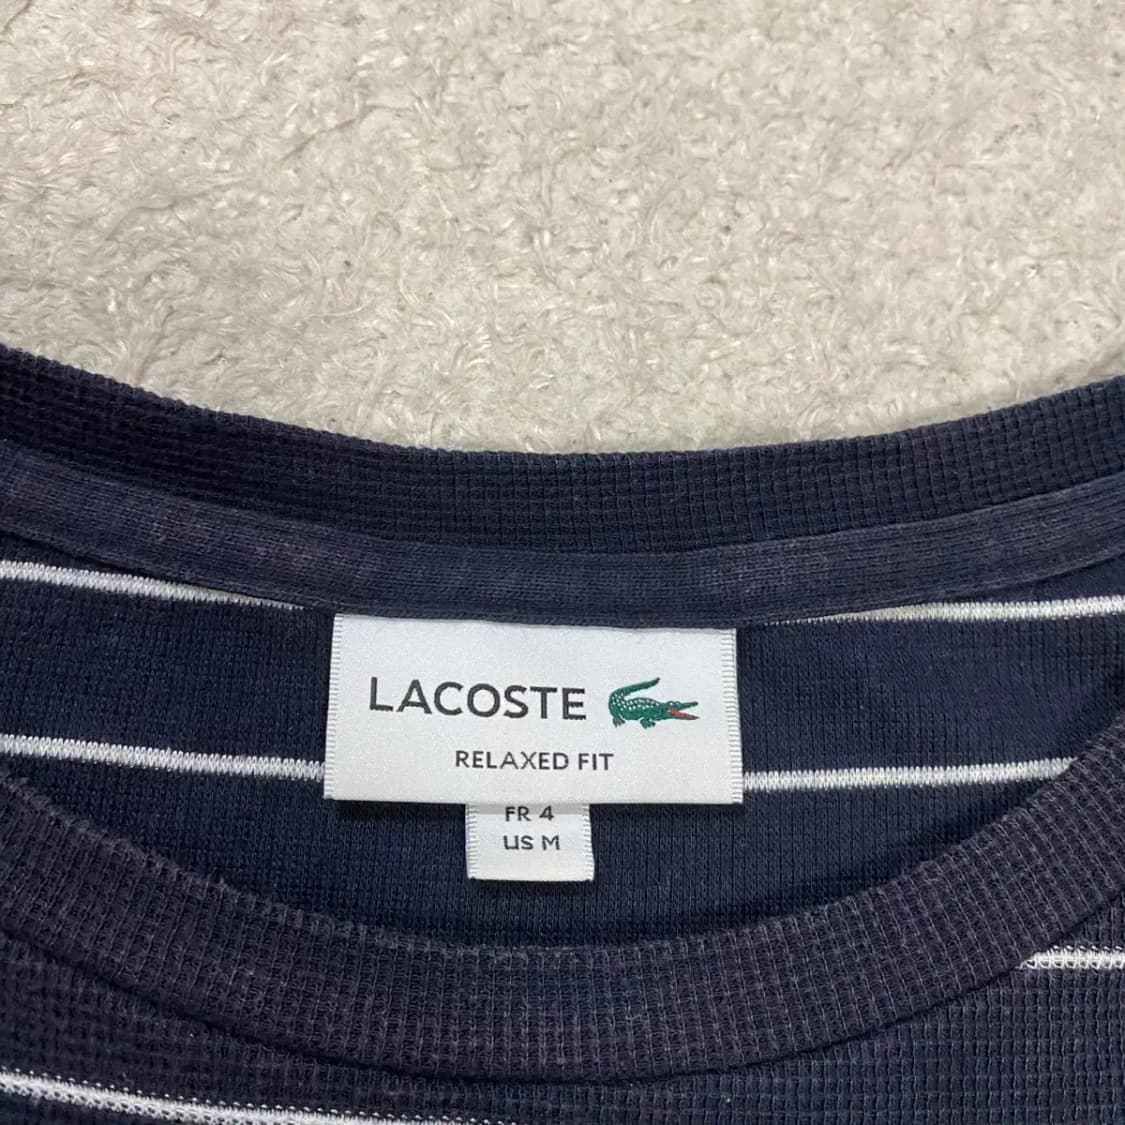 LACOSTE
RELAXED FIT
FR 4
US M